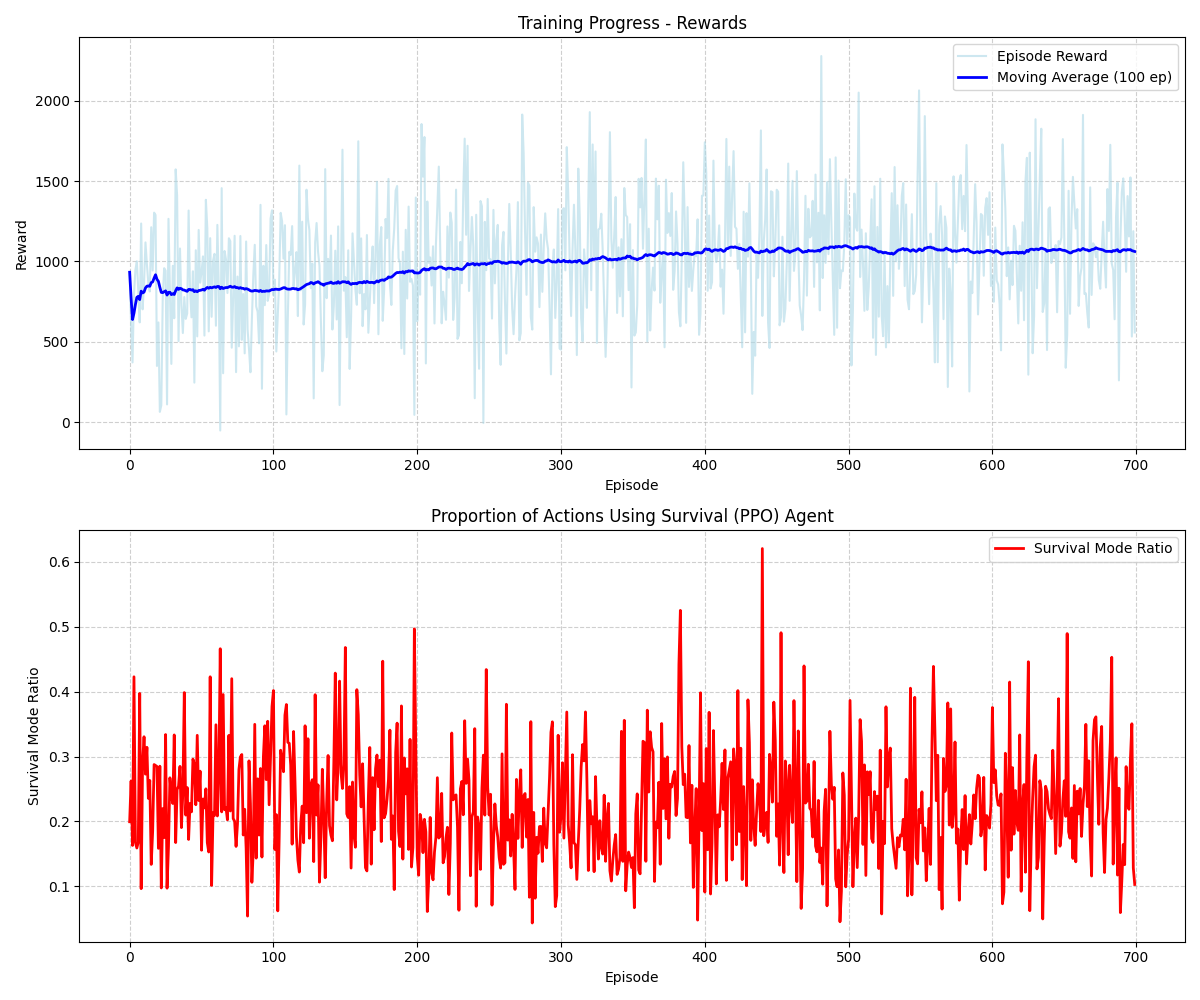 Training Progress - Rewards
Episode Reward
Moving Average (100 ep)
Reward
2000
1500
1000
500
0
0 100 200 300 400 500 600 700
Episode
Proportion of Actions Using Survival (PPO) Agent
Survival Mode Ratio
Survival Mode Ratio
0.6
0.5
0.4
0.3
0.2
0.1
0 100 200 300 400 500 600 700
Episode